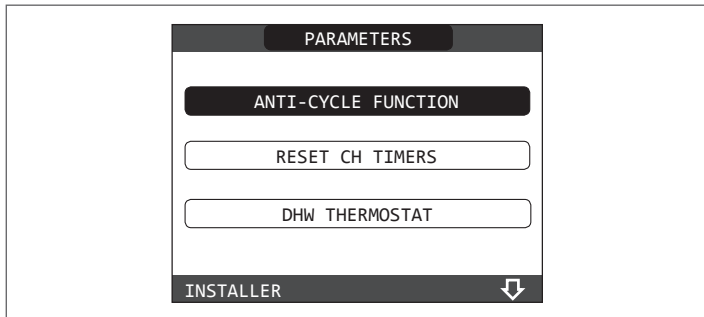 PARAMETERS
ANTI-CYCLE FUNCTION
RESET CH TIMERS
DHW THERMOSTAT
INSTALLER